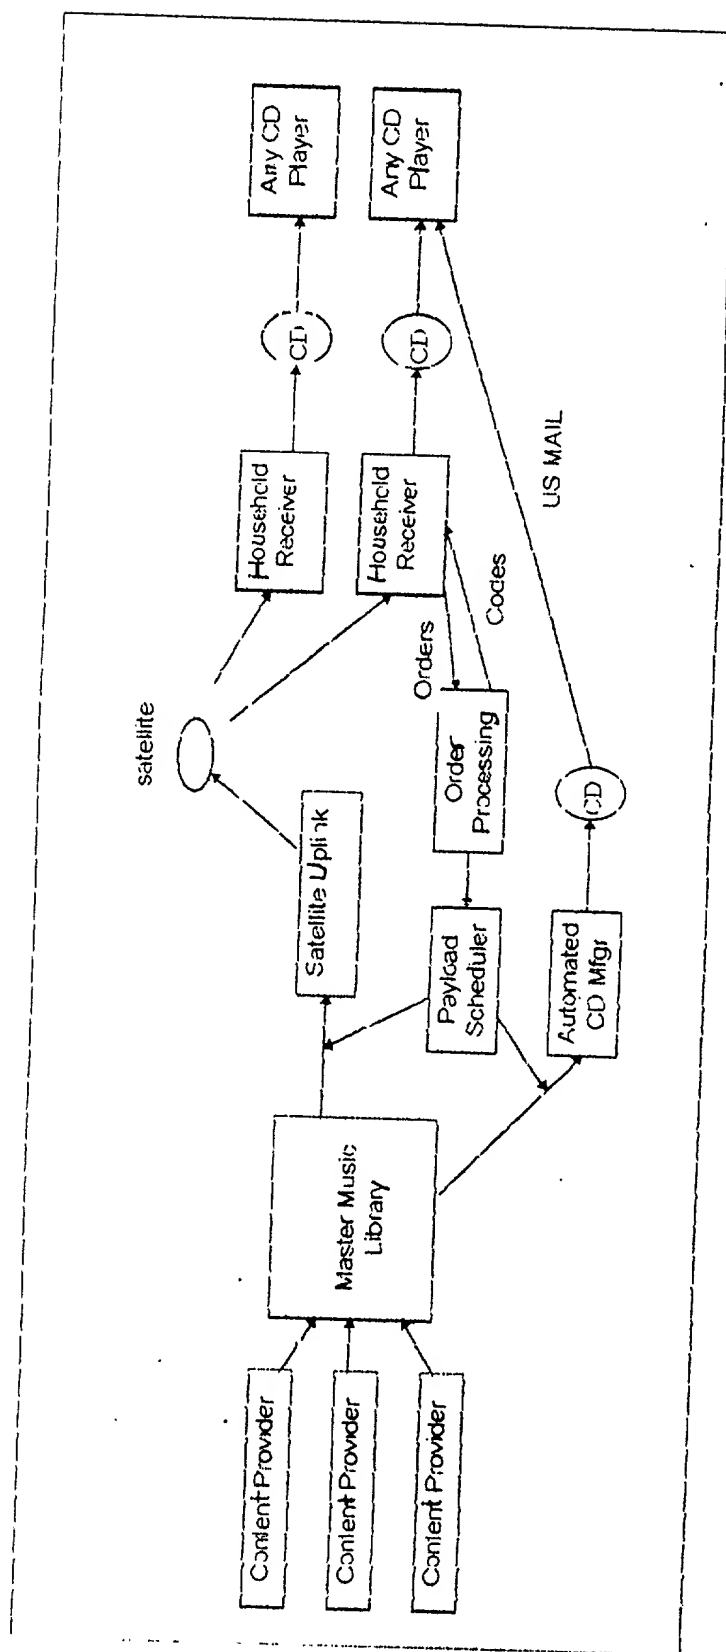 Content Provider
Content Provider
Content Provider
Master Music
Library
Satellite Uplink
satellite
Payload
Scheduler
Order
Processing
Orders
Codes
Automated
CD Mfgr
CD
US MAIL
Household
Receiver
Household
Receiver
CD
CD
Any CD
Player
Any CD
Player